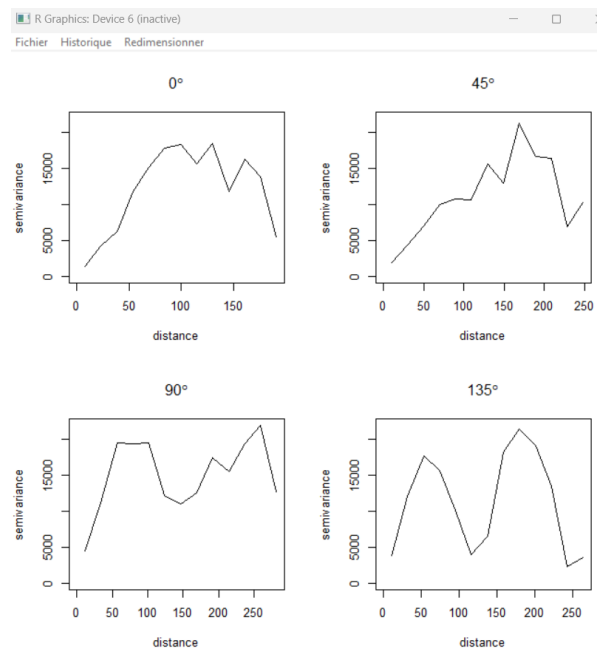 R Graphics: Device 6 (inactive)
Fichier Historique Redimensionner
0°
semivariance
0 5000 15000
0 50 100 150
distance
45°
semivariance
0 5000 15000
0 50 100 150 200 250
distance
90°
semivariance
0 5000 15000
0 50 100 150 200 250
distance
135°
semivariance
0 5000 15000
0 50 100 150 200 250
distance